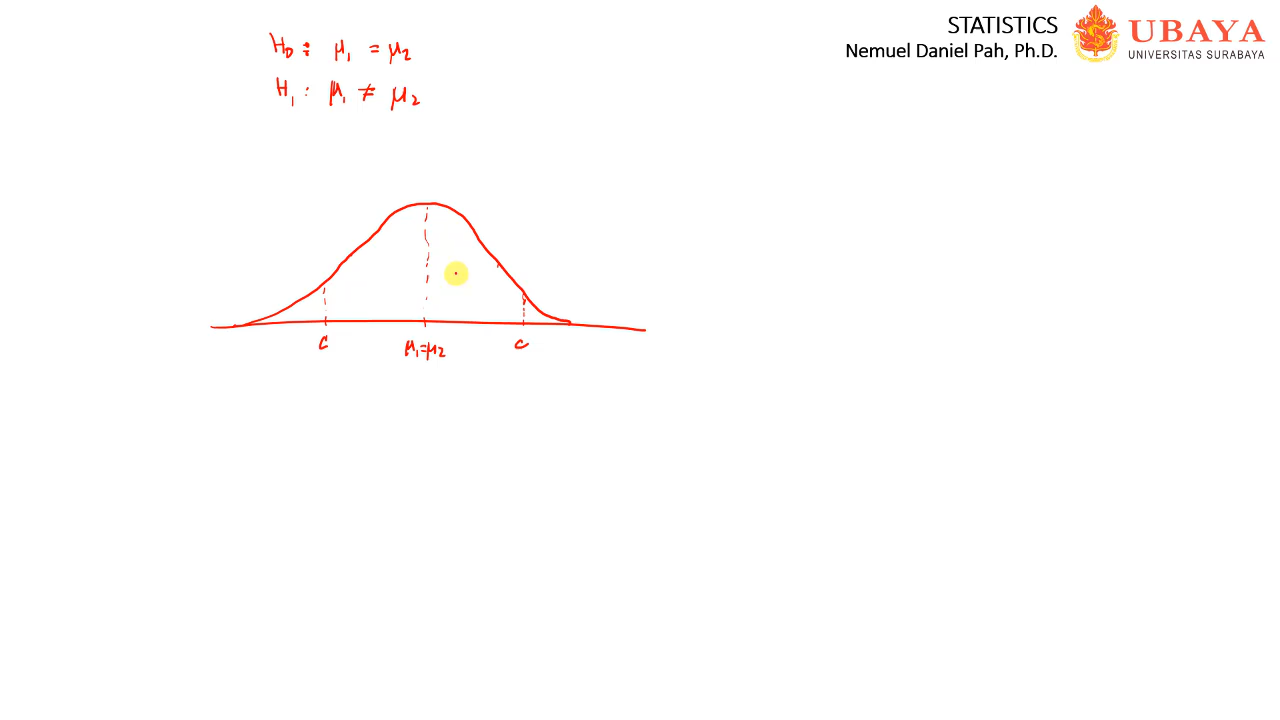 STATISTICS
Nemuel Daniel Pah, Ph.D.
UBAYA
UNIVERSITAS SURABAYA
H₀ : μ₁ = μ₂
H₁ : μ₁ ≠ μ₂
c μ₁=μ₂ c